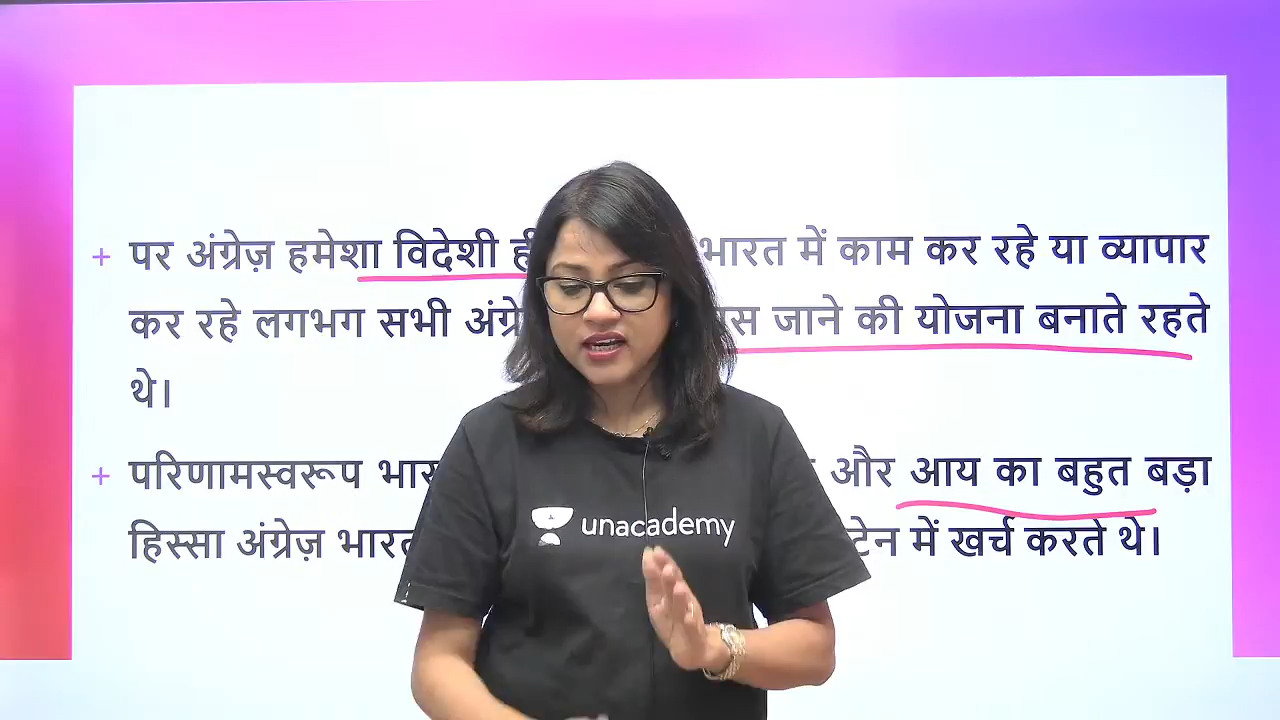 + पर अंग्रेज़ हमेशा विदेशी ही भारत में काम कर रहे या व्यापार
कर रहे लगभग सभी जाने की योजना बनाते रहते
थे।
+ परिणामस्वरूप और आय का बहुत बड़ा
हिस्सा अंग्रेज़ में खर्च करते थे।
unacademy